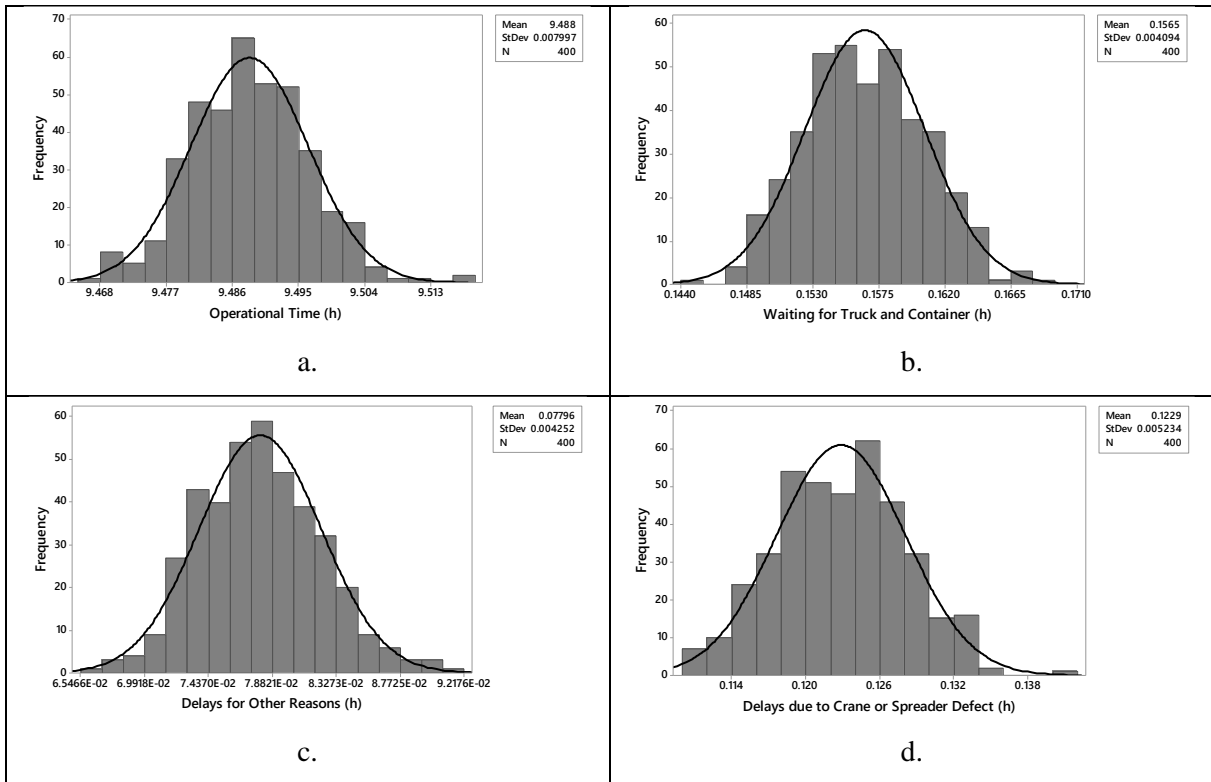 70
60
50
40
30
20
10
0
Frequency
9.468 9.477 9.486 9.495 9.504 9.513
Operational Time (h)
Mean 9.488
StDev 0.007997
N 400
a.
60
50
40
30
20
10
0
Frequency
0.1440 0.1485 0.1530 0.1575 0.1620 0.1665 0.1710
Waiting for Truck and Container (h)
Mean 0.1565
StDev 0.004094
N 400
b.
60
50
40
30
20
10
0
Frequency
6.5466E-02 6.9918E-02 7.4370E-02 7.8821E-02 8.3273E-02 8.7725E-02 9.2176E-02
Delays for Other Reasons (h)
Mean 0.07796
StDev 0.004252
N 400
c.
70
60
50
40
30
20
10
0
Frequency
0.114 0.120 0.126 0.132 0.138
Delays due to Crane or Spreader Defect (h)
Mean 0.1229
StDev 0.005234
N 400
d.